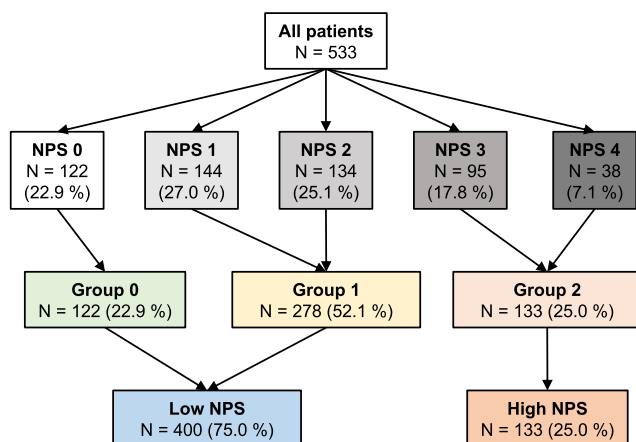 All patients
N = 533
NPS 0
N = 122
(22.9 %)
NPS 1
N = 144
(27.0 %)
NPS 2
N = 134
(25.1 %)
NPS 3
N = 95
(17.8 %)
NPS 4
N = 38
(7.1 %)
Group 0
N = 122 (22.9 %)
Group 1
N = 278 (52.1 %)
Group 2
N = 133 (25.0 %)
Low NPS
N = 400 (75.0 %)
High NPS
N = 133 (25.0 %)